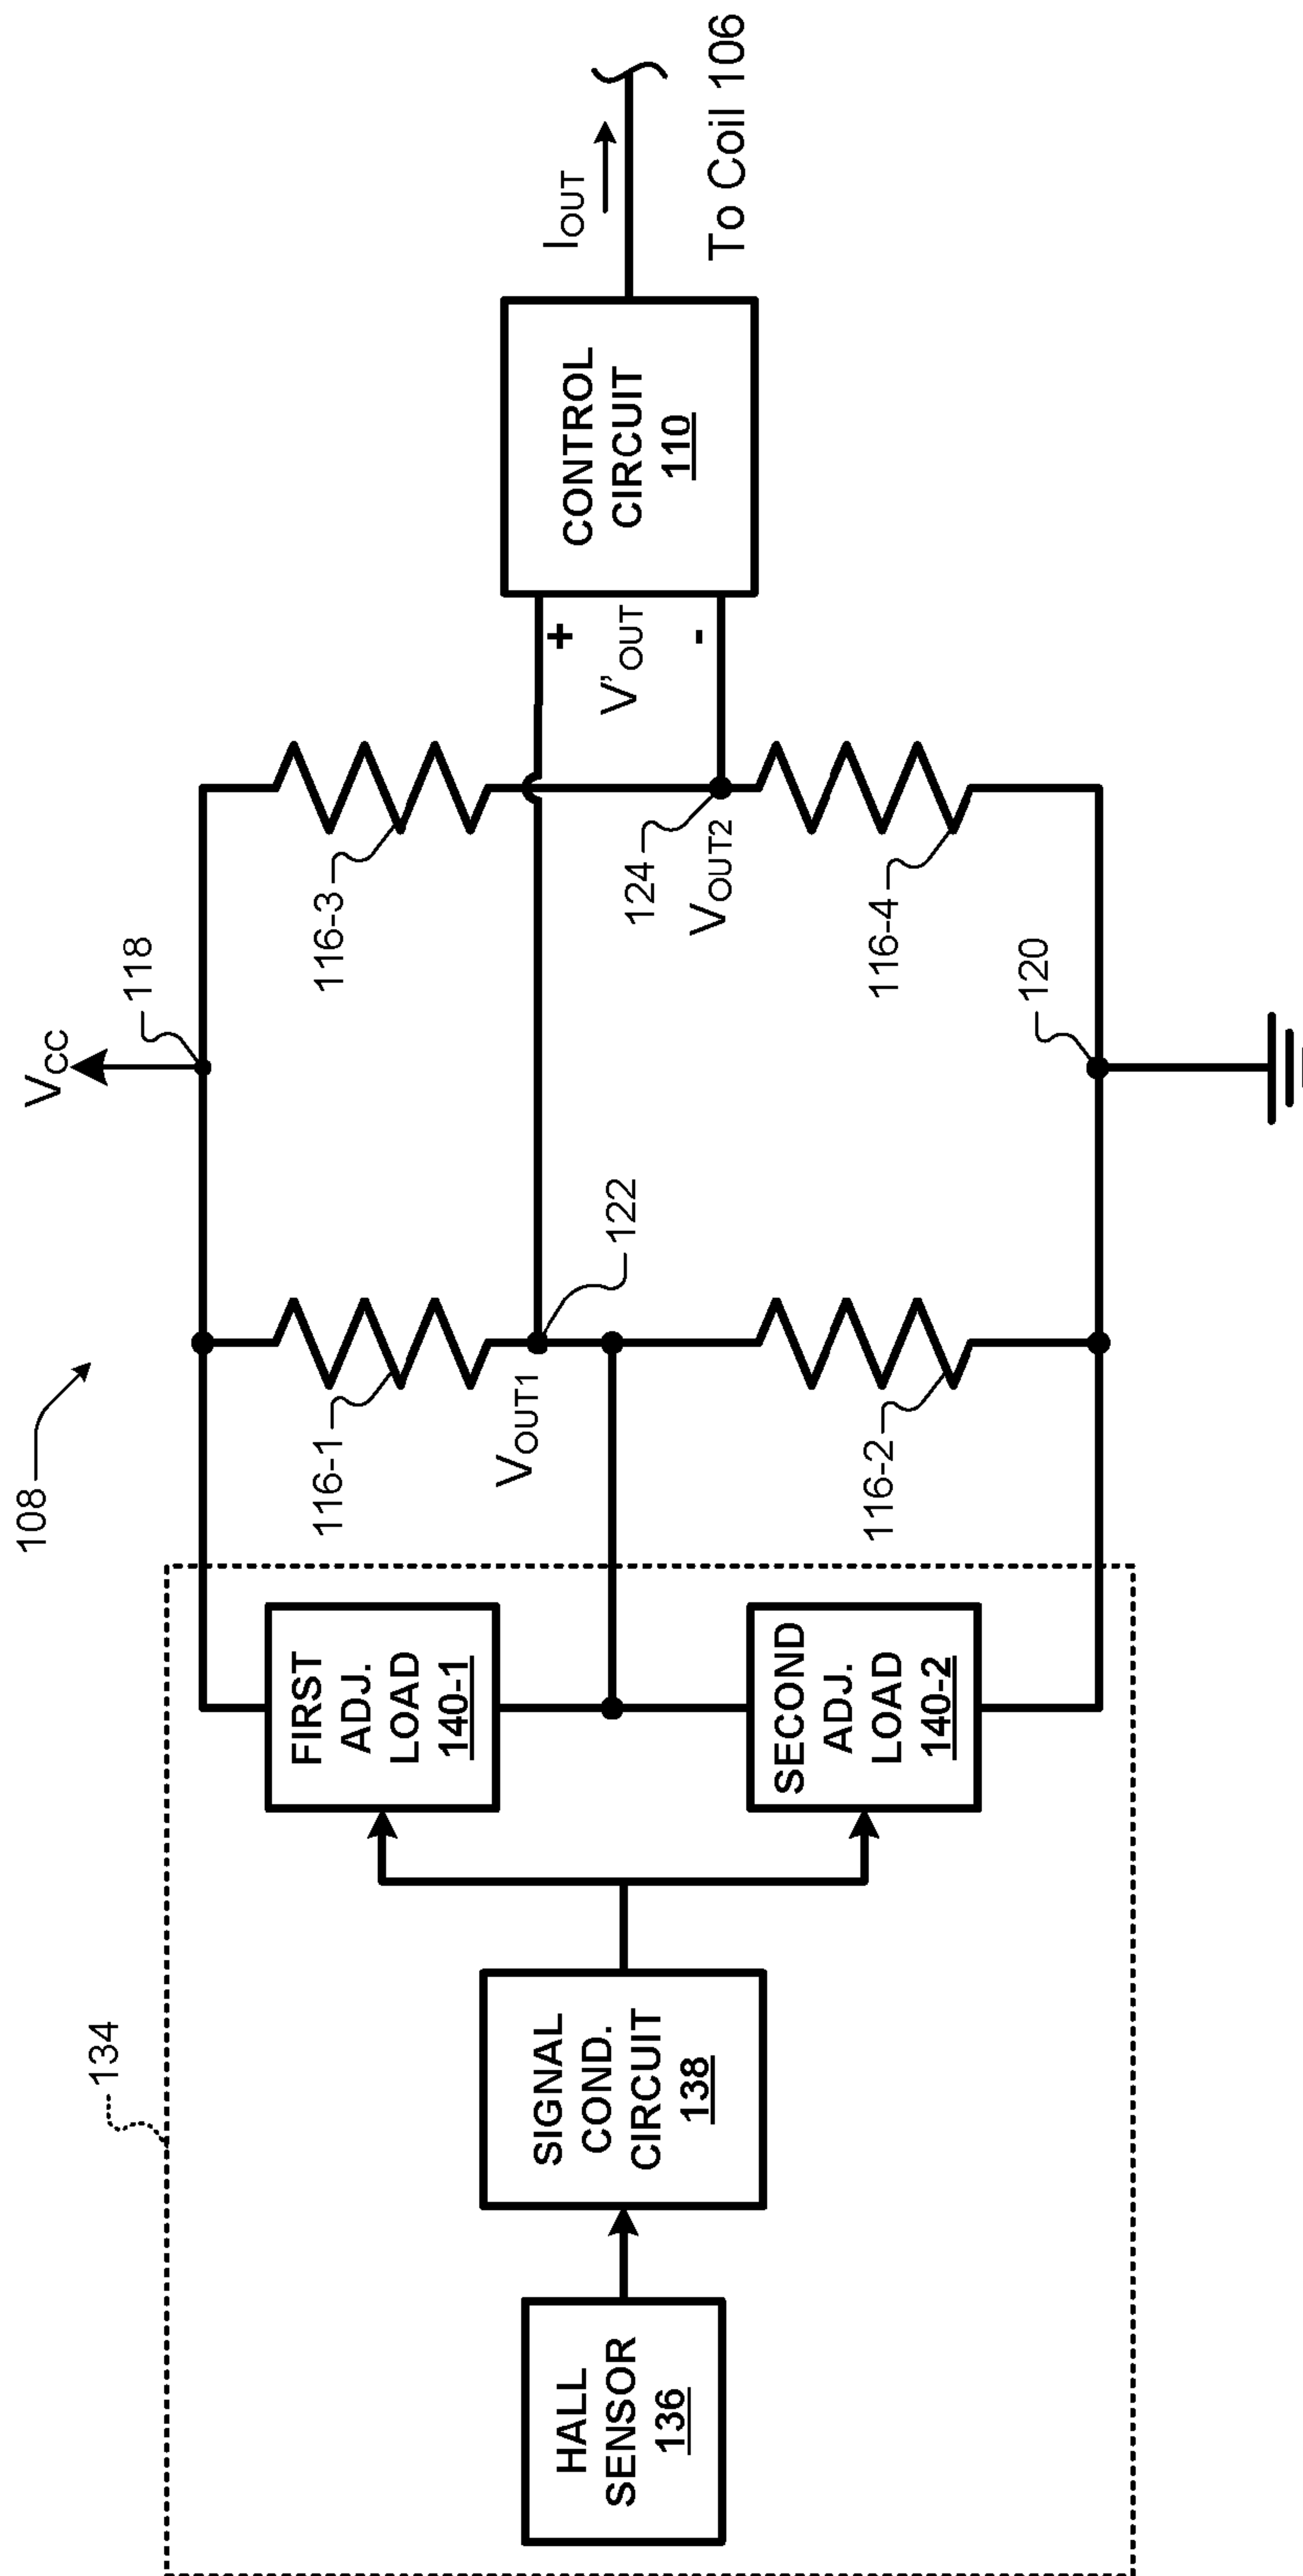 108
V_CC
118
134
HALL
SENSOR
136
SIGNAL
COND.
CIRCUIT
138
FIRST
ADJ.
LOAD
140-1
SECOND
ADJ.
LOAD
140-2
116-1
V_OUT1
122
116-2
116-3
124
V_OUT2
116-4
120
+
V'_OUT
-
CONTROL
CIRCUIT
110
I_OUT
To Coil 106